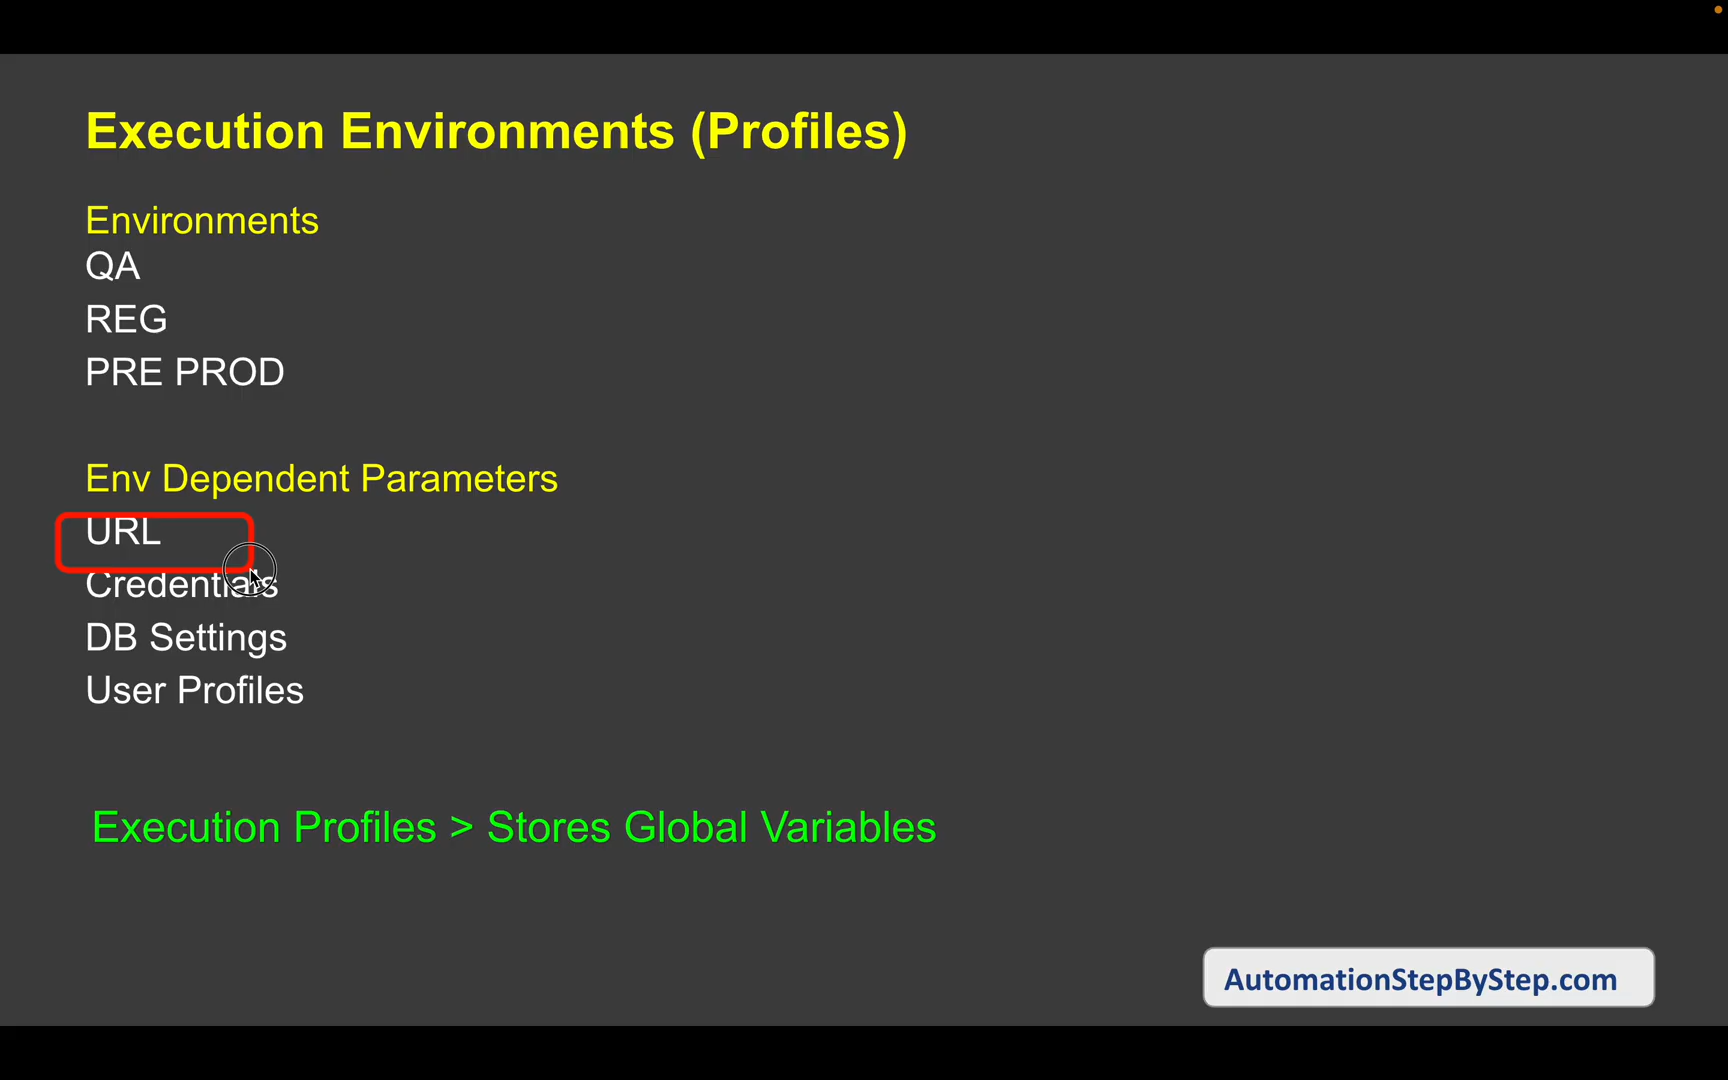 Execution Environments (Profiles)
Environments
QA
REG
PRE PROD
Env Dependent Parameters
URL
Credentials
DB Settings
User Profiles
Execution Profiles > Stores Global Variables
AutomationStepByStep.com